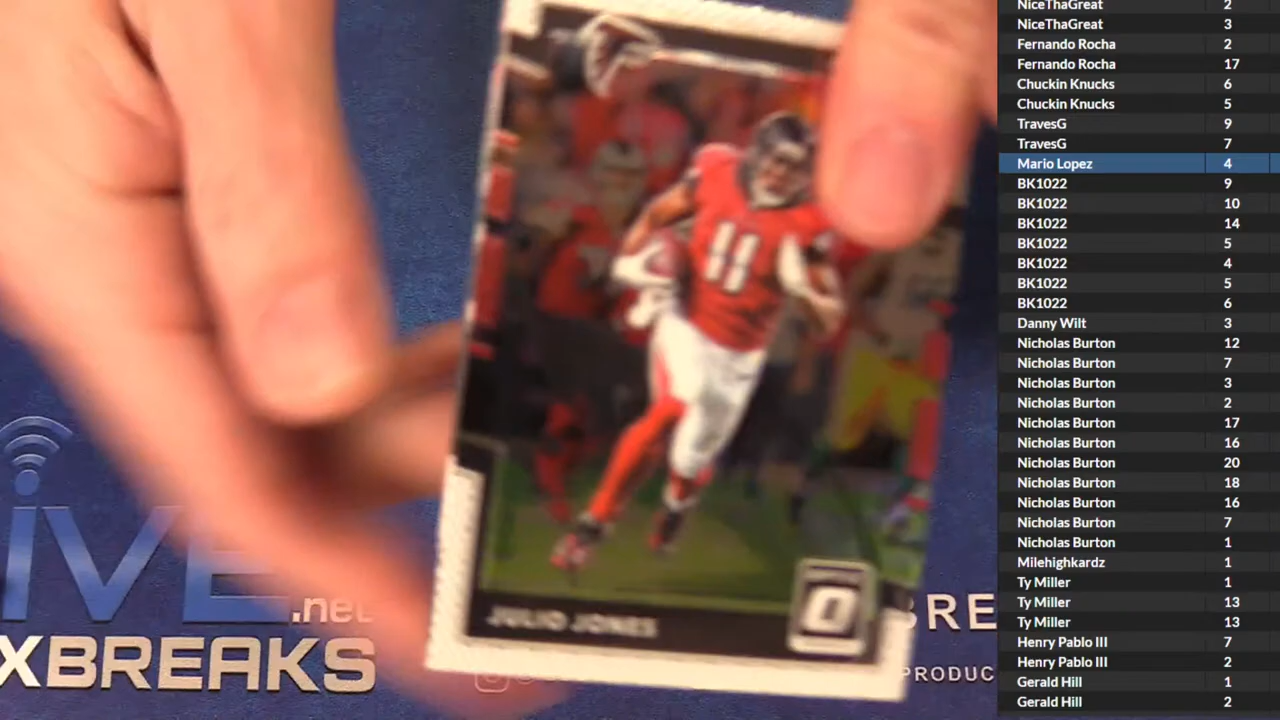 NiceThaGreat 2
NiceThaGreat 3
Fernando Rocha 2
Fernando Rocha 17
Chuckin Knucks 6
Chuckin Knucks 5
TravesG 9
TravesG 7
Mario Lopez 4
BK1022 9
BK1022 10
BK1022 14
BK1022 5
BK1022 4
BK1022 5
BK1022 6
Danny Wilt 3
Nicholas Burton 12
Nicholas Burton 7
Nicholas Burton 3
Nicholas Burton 2
Nicholas Burton 17
Nicholas Burton 16
Nicholas Burton 20
Nicholas Burton 18
Nicholas Burton 16
Nicholas Burton 7
Nicholas Burton 1
Milehighkardz 1
Ty Miller 1
Ty Miller 13
Ty Miller 13
Henry Pablo III 7
Henry Pablo III 2
Gerald Hill 1
Gerald Hill 2
11
JULIO JONES
O
iVE
.net
XBREAKS
BRE
PRODUC